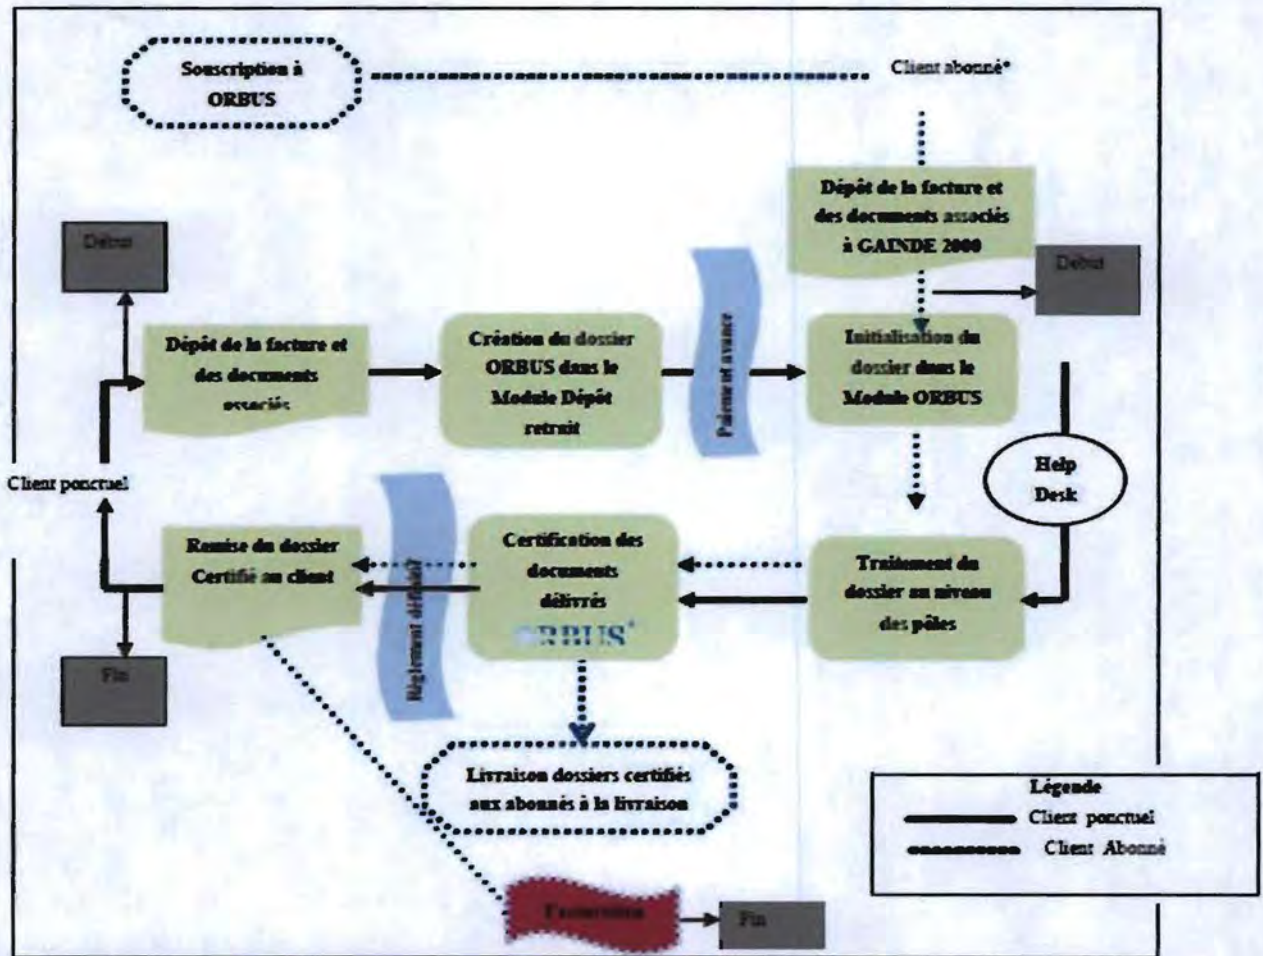 Souscription à
ORBUS
Client abonné*
Dépôt de la facture et
des documents associés
à GAINDE 2000
Début
Début
Dépôt de la facture et
des documents
associés
Création du dossier
ORBUS dans le
Module Dépôt
retrait
Paiement avance
Initialisation du
dossier dans le
Module ORBUS
Client ponctuel
Help
Desk
Remise du dossier
Certifié au client
Règlement définitif
Certification des
documents
délivrés
ORBUS*
Traitement du
dossier au niveau
des pôles
Fin
Livraison dossiers certifiés
aux abonnés à la livraison
Légende
Client ponctuel
Client Abonné
Facturation
Fin